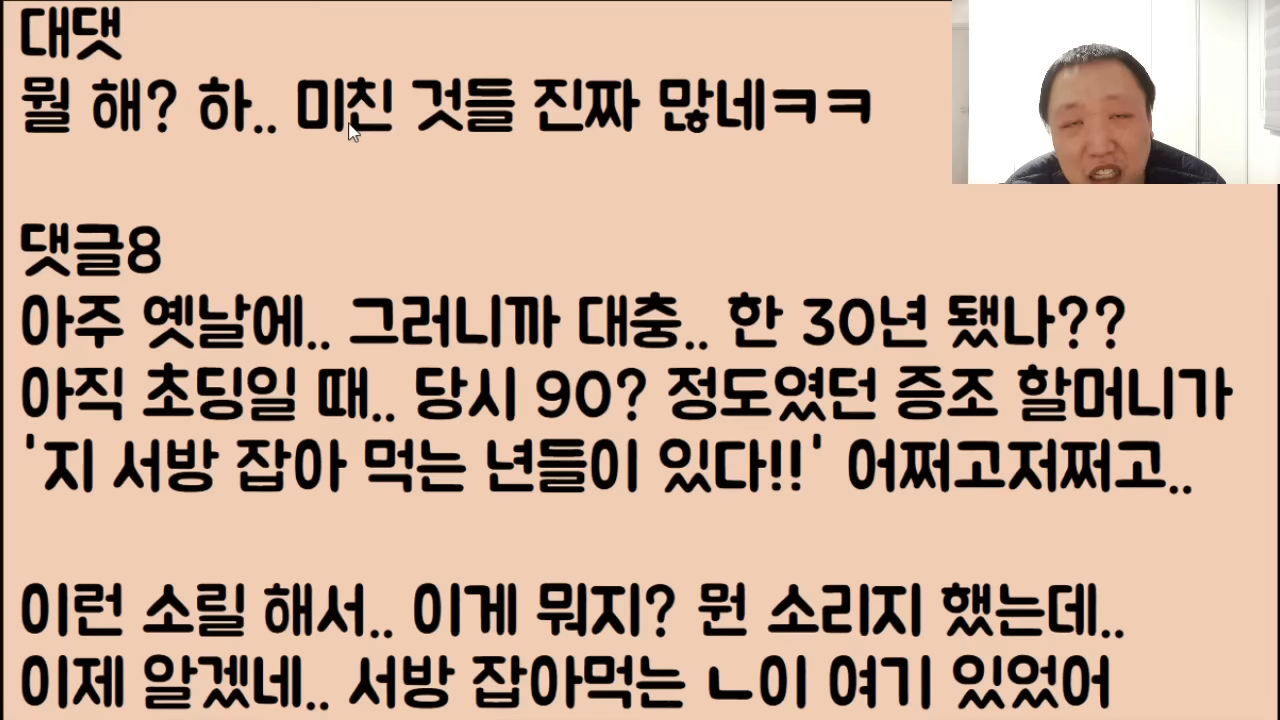 대댓
뭘 해? 하.. 미친 것들 진짜 많네ㅋㅋ
댓글8
아주 옛날에.. 그러니까 대충.. 한 30년 됐나??
아직 초딩일 때.. 당시 90? 정도였던 증조 할머니가
'지 서방 잡아 먹는 년들이 있다!!' 어쩌고저쩌고..
이런 소릴 해서.. 이게 뭐지? 뭔 소리지 했는데..
이제 알겠네.. 서방 잡아먹는 ㄴ이 여기 있었어